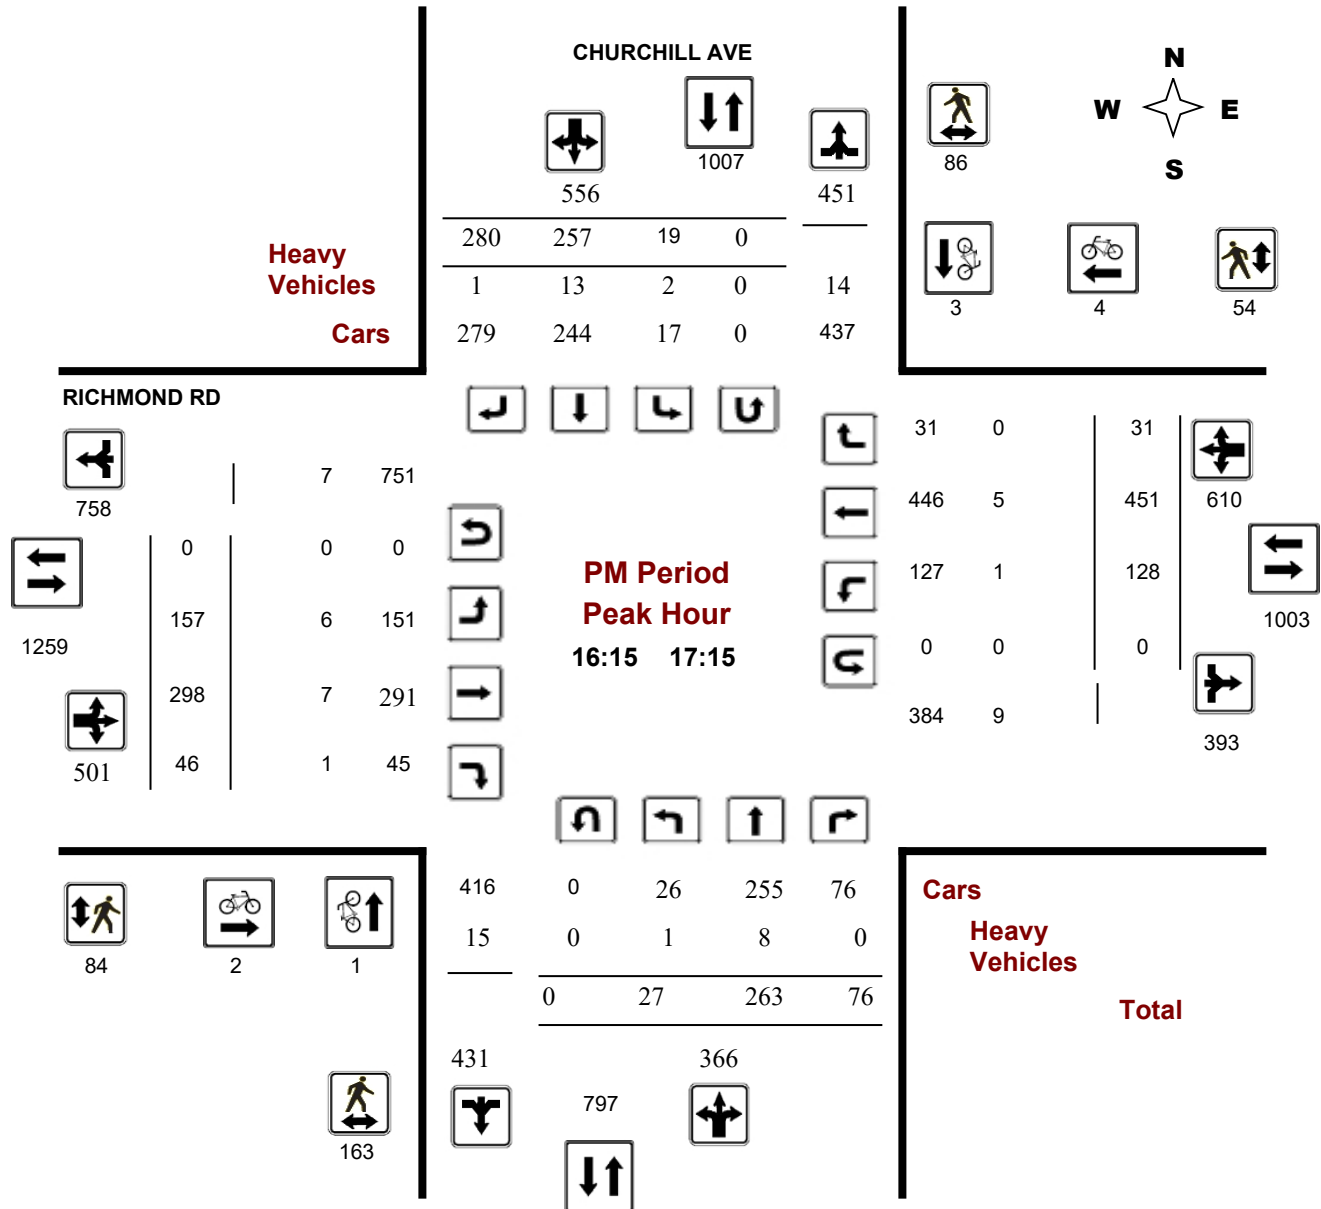 CHURCHILL AVE
N
W E
S
1007
86
556 451
280 257 19 0
Heavy
Vehicles
1 13 2 0 14
3 4 54
Cars
279 244 17 0 437
RICHMOND RD
31 0 31
7 751
758
446 5 451 610
0 0 0
PM Period
127 1 128
Peak Hour
157 6 151
1003
1259
16:15 17:15
0 0 0
298 7 291
384 9
393
501 46 1 45
416 0 26 255 76
Cars
15 0 1 8 0
Heavy
Vehicles
84 2 1
0 27 263 76
Total
431 366
797
163